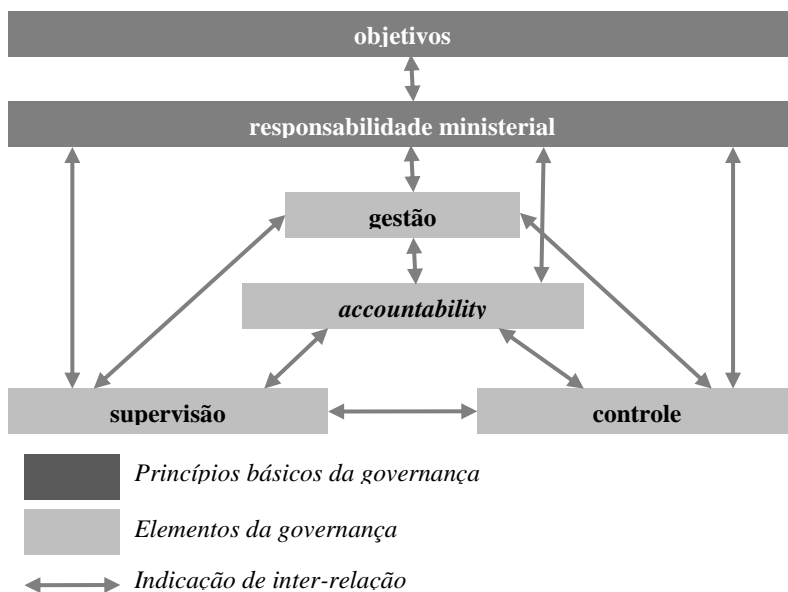 objetivos
responsabilidade ministerial
gestão
accountability
supervisão
controle
Princípios básicos da governança
Elementos da governança
Indicação de inter-relação